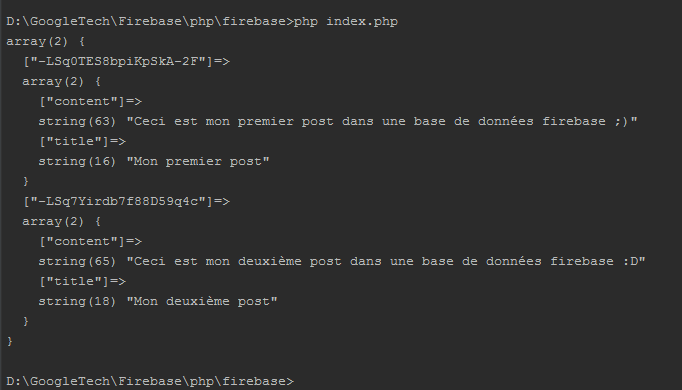 D:\GoogleTech\Firebase\php\firebase>php index.php
array(2) {
  ["-LSq0TES8bpiKpSkA-2F"]=>
  array(2) {
    ["content"]=>
    string(63) "Ceci est mon premier post dans une base de données firebase ;)"
    ["title"]=>
    string(16) "Mon premier post"
  }
  ["-LSq7Yirdb7f88D59q4c"]=>
  array(2) {
    ["content"]=>
    string(65) "Ceci est mon deuxième post dans une base de données firebase :D"
    ["title"]=>
    string(18) "Mon deuxième post"
  }
}
D:\GoogleTech\Firebase\php\firebase>